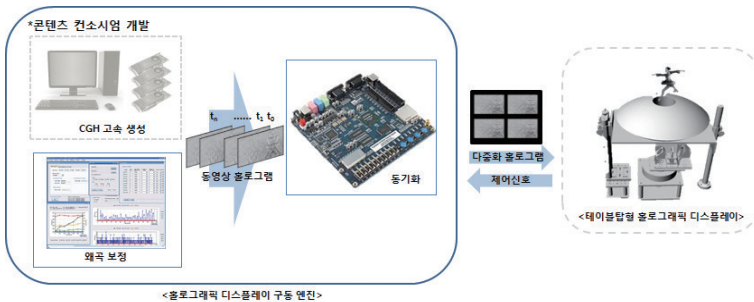 *콘텐츠 컨소시엄 개발
CGH 고속 생성
왜곡 보정
tn ...... t1 t0
동영상 홀로그램
동기화
다중화 홀로그램
제어신호
<테이블탑형 홀로그래픽 디스플레이>
<홀로그래픽 디스플레이 구동 엔진>